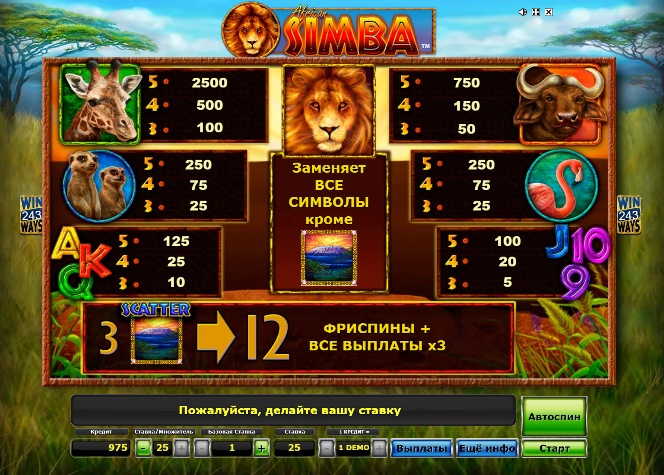 African
SIMBA™
5• 2500
4• 500
3• 100
5• 750
4• 150
3• 50
5• 250
4• 75
3• 25
Заменяет
ВСЕ
СИМВОЛЫ
кроме
5• 250
4• 75
3• 25
WIN
243
WAYS
WIN
243
WAYS
A K Q
5• 125
4• 25
3• 10
5• 100
4• 20
3• 5
J 10 9
SCATTER
3
12
ФРИСПИНЫ +
ВСЕ ВЫПЛАТЫ x3
Пожалуйста, делайте вашу ставку
Автоспин
Кредит Ставка/Множитель Базовая Ставка Ставка 1 КРЕДИТ =
975 - 25 + - 1 + 25 - 1 DEMO + Выплаты Ещё инфо Старт